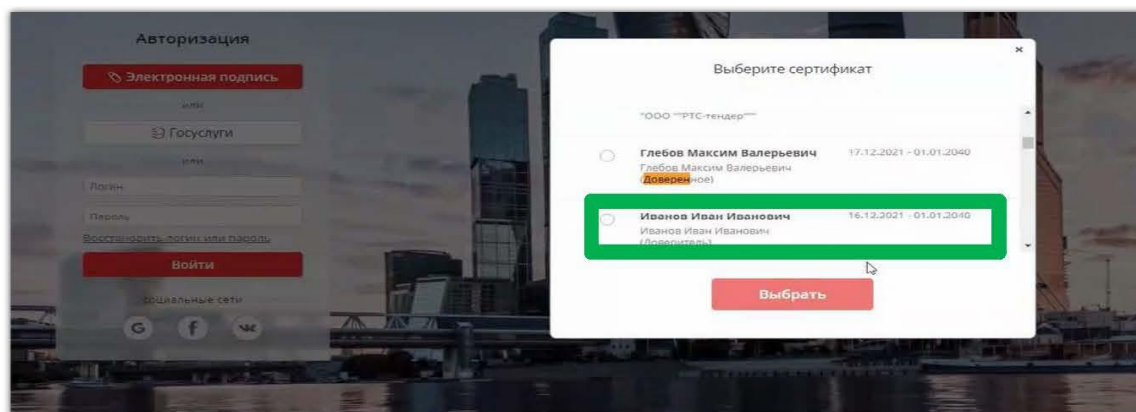 Авторизация
Электронная подпись
или
Госуслуги
или
Логин
Пароль
Восстановить логин или пароль
Войти
социальные сети
G f
×
Выберите сертификат
"ООО ""РТС-тендер"""
Глебов Максим Валерьевич 17.12.2021 - 01.01.2040
Глебов Максим Валерьевич
(Доверенное)
Иванов Иван Иванович 16.12.2021 - 01.01.2040
Иванов Иван Иванович
(Доверитель)
Выбрать